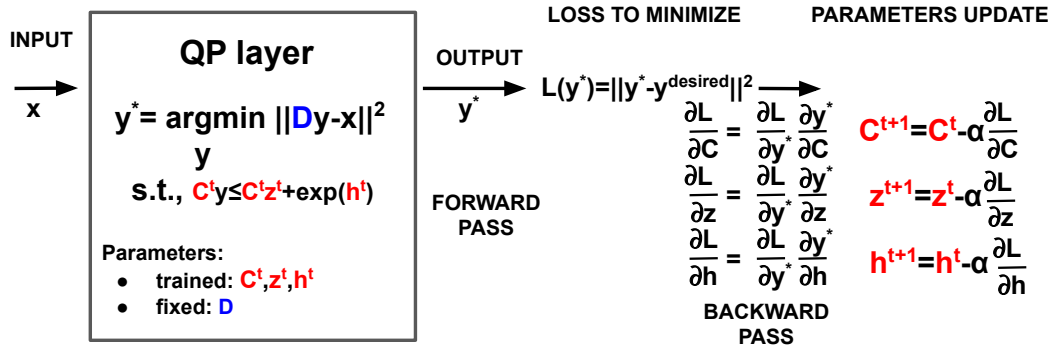 INPUT
x
QP layer
y*= argmin ||Dy-x||²
y
s.t., Cᵗy≤Cᵗzᵗ+exp(hᵗ)
Parameters:
● trained: Cᵗ,zᵗ,hᵗ
● fixed: D
OUTPUT
y*
FORWARD
PASS
LOSS TO MINIMIZE
L(y*)=||y*-y^desired||²
∂L/∂C = ∂L/∂y* ∂y*/∂C
∂L/∂z = ∂L/∂y* ∂y*/∂z
∂L/∂h = ∂L/∂y* ∂y*/∂h
BACKWARD
PASS
PARAMETERS UPDATE
Cᵗ⁺¹=Cᵗ-α∂L/∂C
zᵗ⁺¹=zᵗ-α∂L/∂z
hᵗ⁺¹=hᵗ-α∂L/∂h